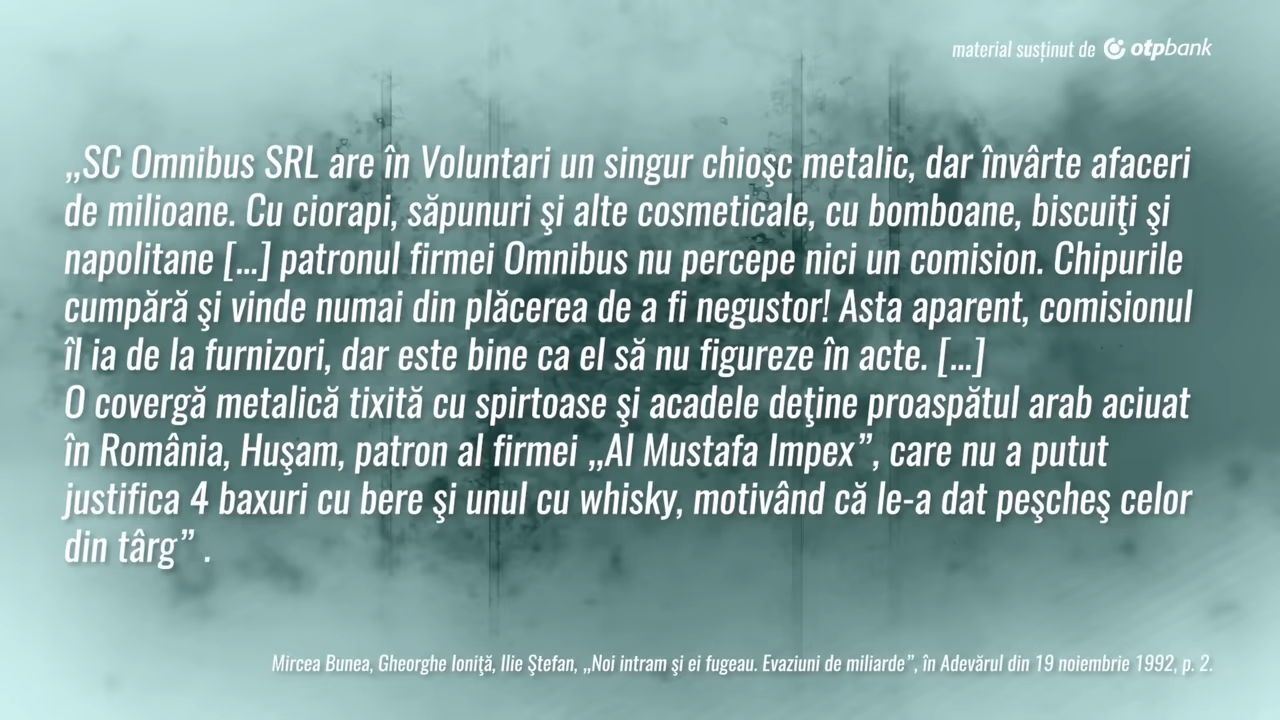 material susținut de otpbank
„SC Omnibus SRL are în Voluntari un singur chioşc metalic, dar învârte afaceri
de milioane. Cu ciorapi, săpunuri şi alte cosmeticale, cu bomboane, biscuiţi şi
napolitane [...] patronul firmei Omnibus nu percepe nici un comision. Chipurile
cumpără şi vinde numai din plăcerea de a fi negustor! Asta aparent, comisionul
îl ia de la furnizori, dar este bine ca el să nu figureze în acte. [...]
O covergă metalică tixită cu spirtoase şi acadele deţine proaspătul arab aciuat
în România, Huşam, patron al firmei „Al Mustafa Impex”, care nu a putut
justifica 4 baxuri cu bere şi unul cu whisky, motivând că le-a dat peşcheş celor
din târg” .
Mircea Bunea, Gheorghe Ioniţă, Ilie Ştefan, „Noi intram şi ei fugeau. Evaziuni de miliarde”, în Adevărul din 19 noiembrie 1992, p. 2.